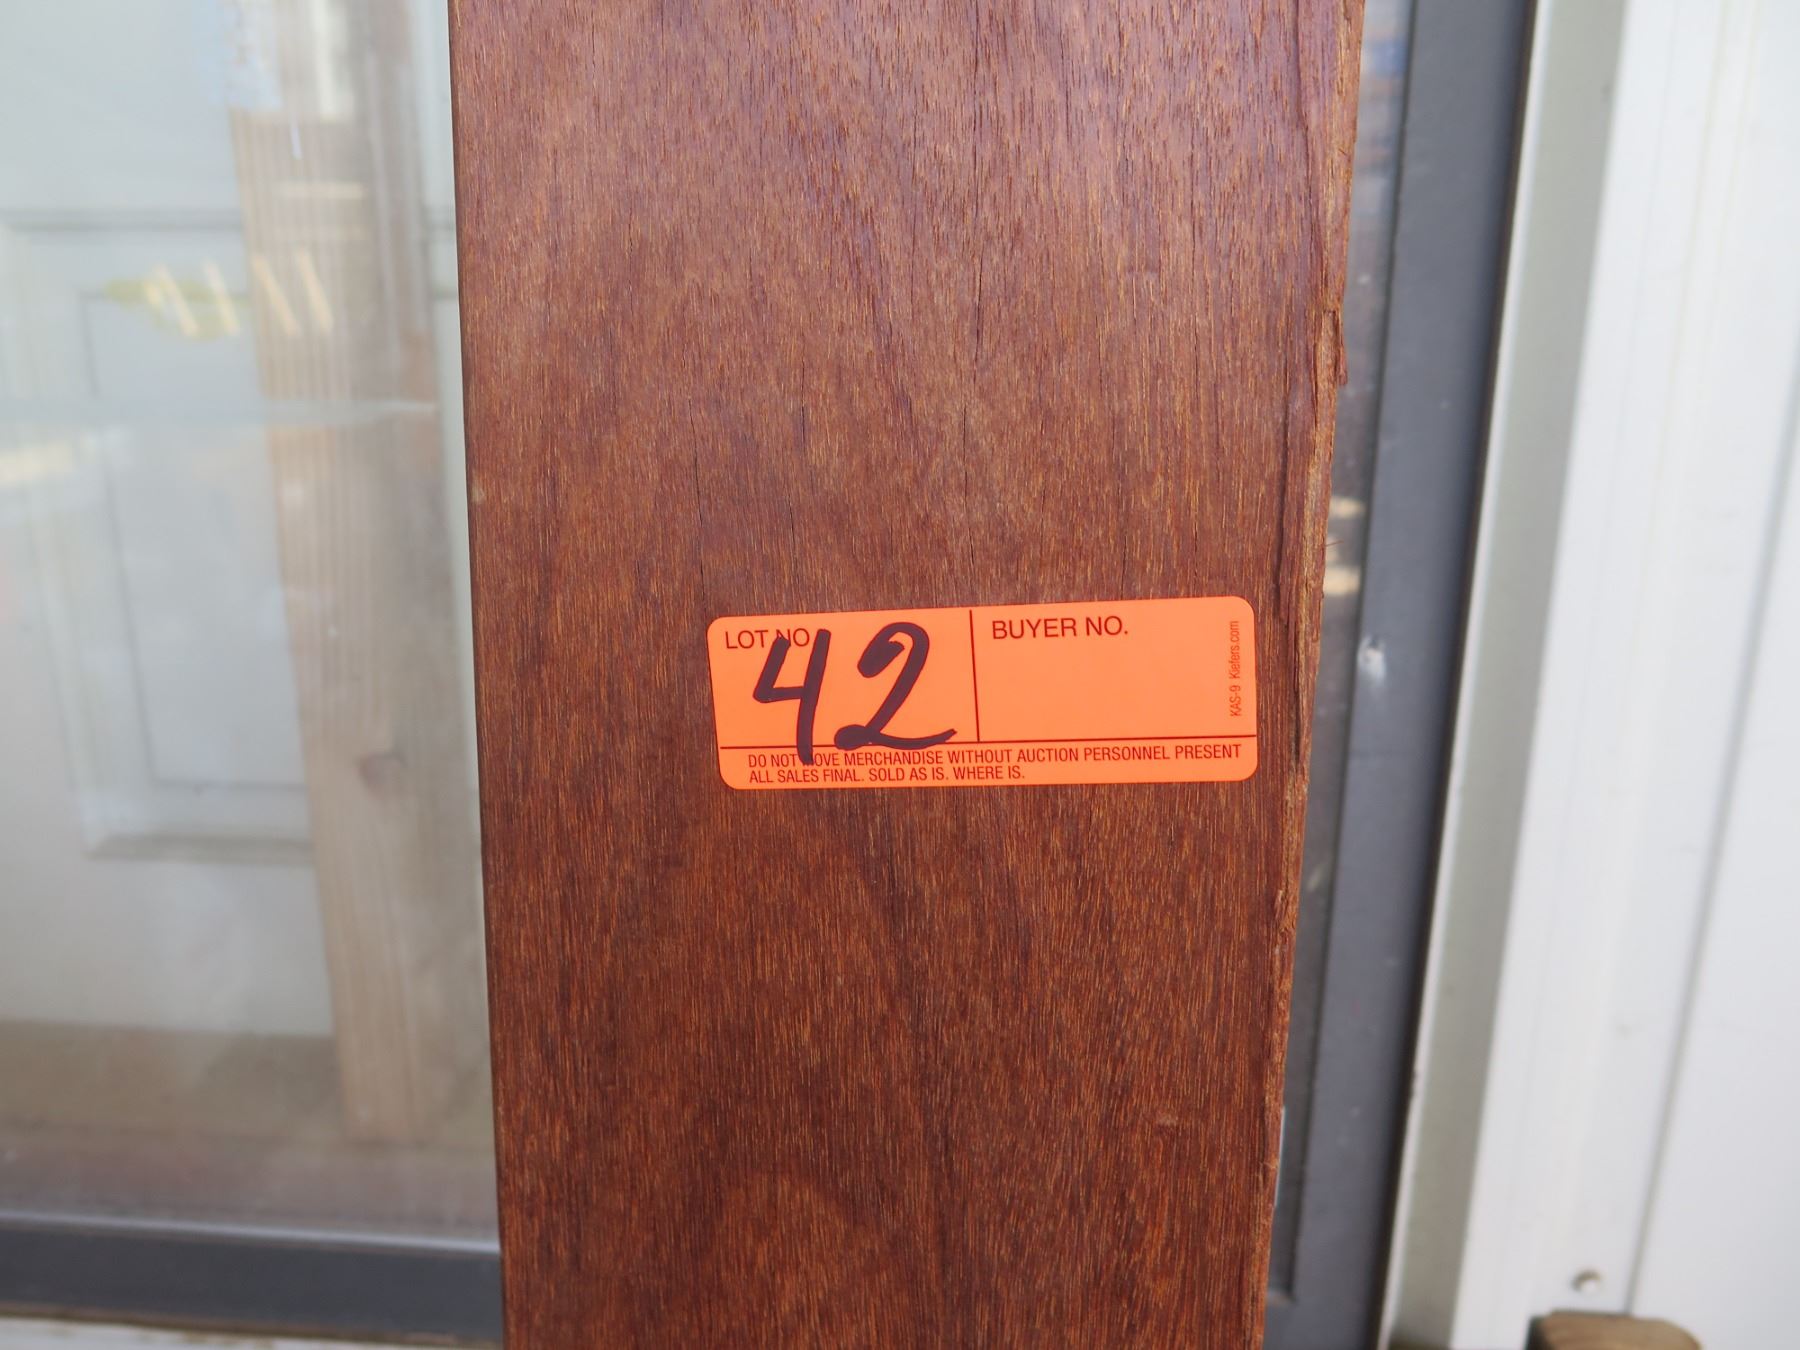 LOT NO. 42
BUYER NO.
KAS-9 Kiefers.com
DO NOT MOVE MERCHANDISE WITHOUT AUCTION PERSONNEL PRESENT
ALL SALES FINAL. SOLD AS IS. WHERE IS.